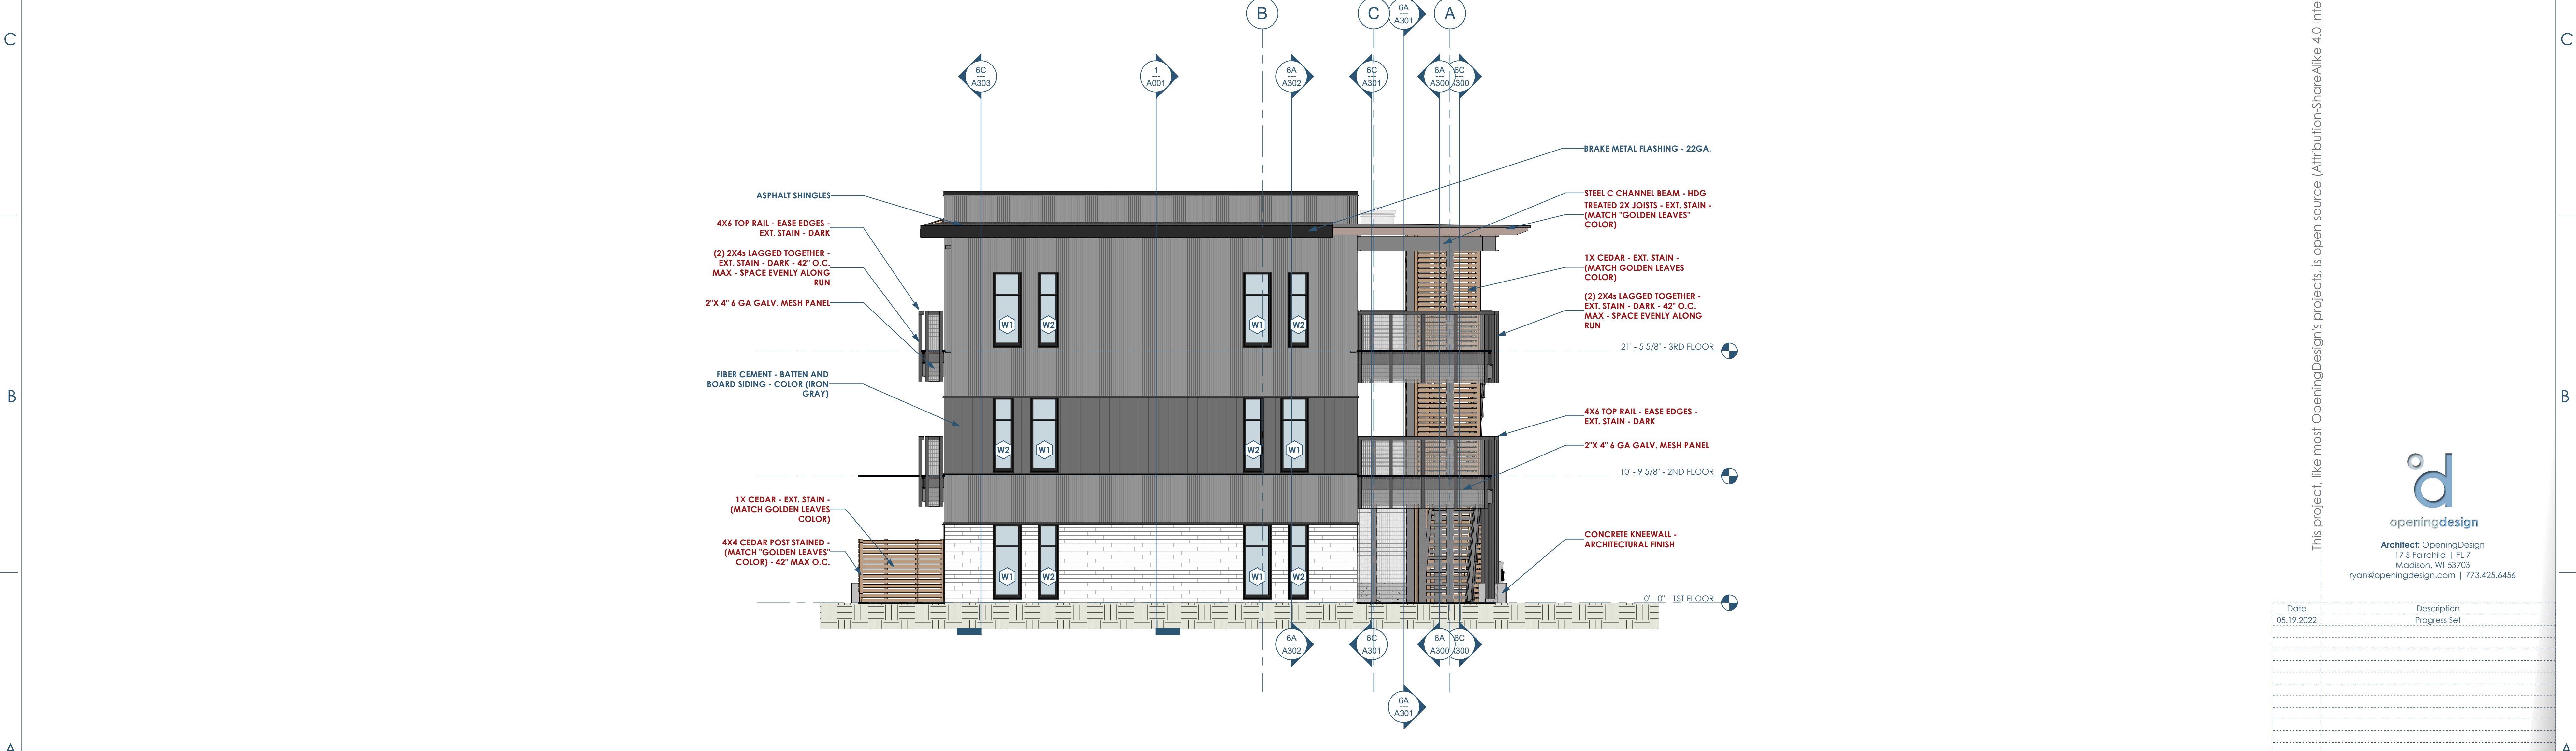 C
B
A
B
C
6A
A301
A
6C
A303
1
A001
6A
A302
6C
A301
6A
A300
6C
A300
ASPHALT SHINGLES
4X6 TOP RAIL - EASE EDGES -
EXT. STAIN - DARK
(2) 2X4s LAGGED TOGETHER -
EXT. STAIN - DARK - 42" O.C.
MAX - SPACE EVENLY ALONG
RUN
2"X 4" 6 GA GALV. MESH PANEL
FIBER CEMENT - BATTEN AND
BOARD SIDING - COLOR (IRON
GRAY)
1X CEDAR - EXT. STAIN -
(MATCH GOLDEN LEAVES
COLOR)
4X4 CEDAR POST STAINED -
(MATCH "GOLDEN LEAVES"
COLOR) - 42" MAX O.C.
W1
W2
W1
W2
W2
W1
W2
W1
W1
W2
W1
W2
BRAKE METAL FLASHING - 22GA.
STEEL C CHANNEL BEAM - HDG
TREATED 2X JOISTS - EXT. STAIN -
(MATCH "GOLDEN LEAVES"
COLOR)
1X CEDAR - EXT. STAIN -
(MATCH GOLDEN LEAVES
COLOR)
(2) 2X4s LAGGED TOGETHER -
EXT. STAIN - DARK - 42" O.C.
MAX - SPACE EVENLY ALONG
RUN
21' - 5 5/8" - 3RD FLOOR
4X6 TOP RAIL - EASE EDGES -
EXT. STAIN - DARK
2"X 4" 6 GA GALV. MESH PANEL
10' - 9 5/8" - 2ND FLOOR
CONCRETE KNEEWALL -
ARCHITECTURAL FINISH
0' - 0" - 1ST FLOOR
6A
A302
6C
A301
6A
A300
6C
A300
6A
A301
This project, like most OpeningDesign's projects, is open source (Attribution-ShareAlike 4.0 Inte
openingdesign
Architect: OpeningDesign
17 S Fairchild | FL 7
Madison, WI 53703
ryan@openingdesign.com | 773.425.6456
Date Description
05.19.2022 Progress Set
C
B
A